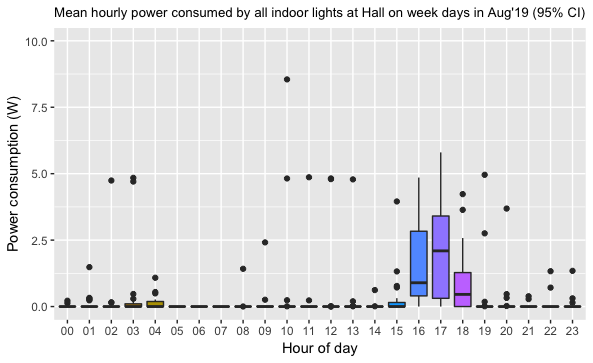 Mean hourly power consumed by all indoor lights at Hall on week days in Aug'19 (95% CI)
10.0
7.5
5.0
2.5
0.0
Power consumption (W)
00 01 02 03 04 05 06 07 08 09 10 11 12 13 14 15 16 17 18 19 20 21 22 23
Hour of day